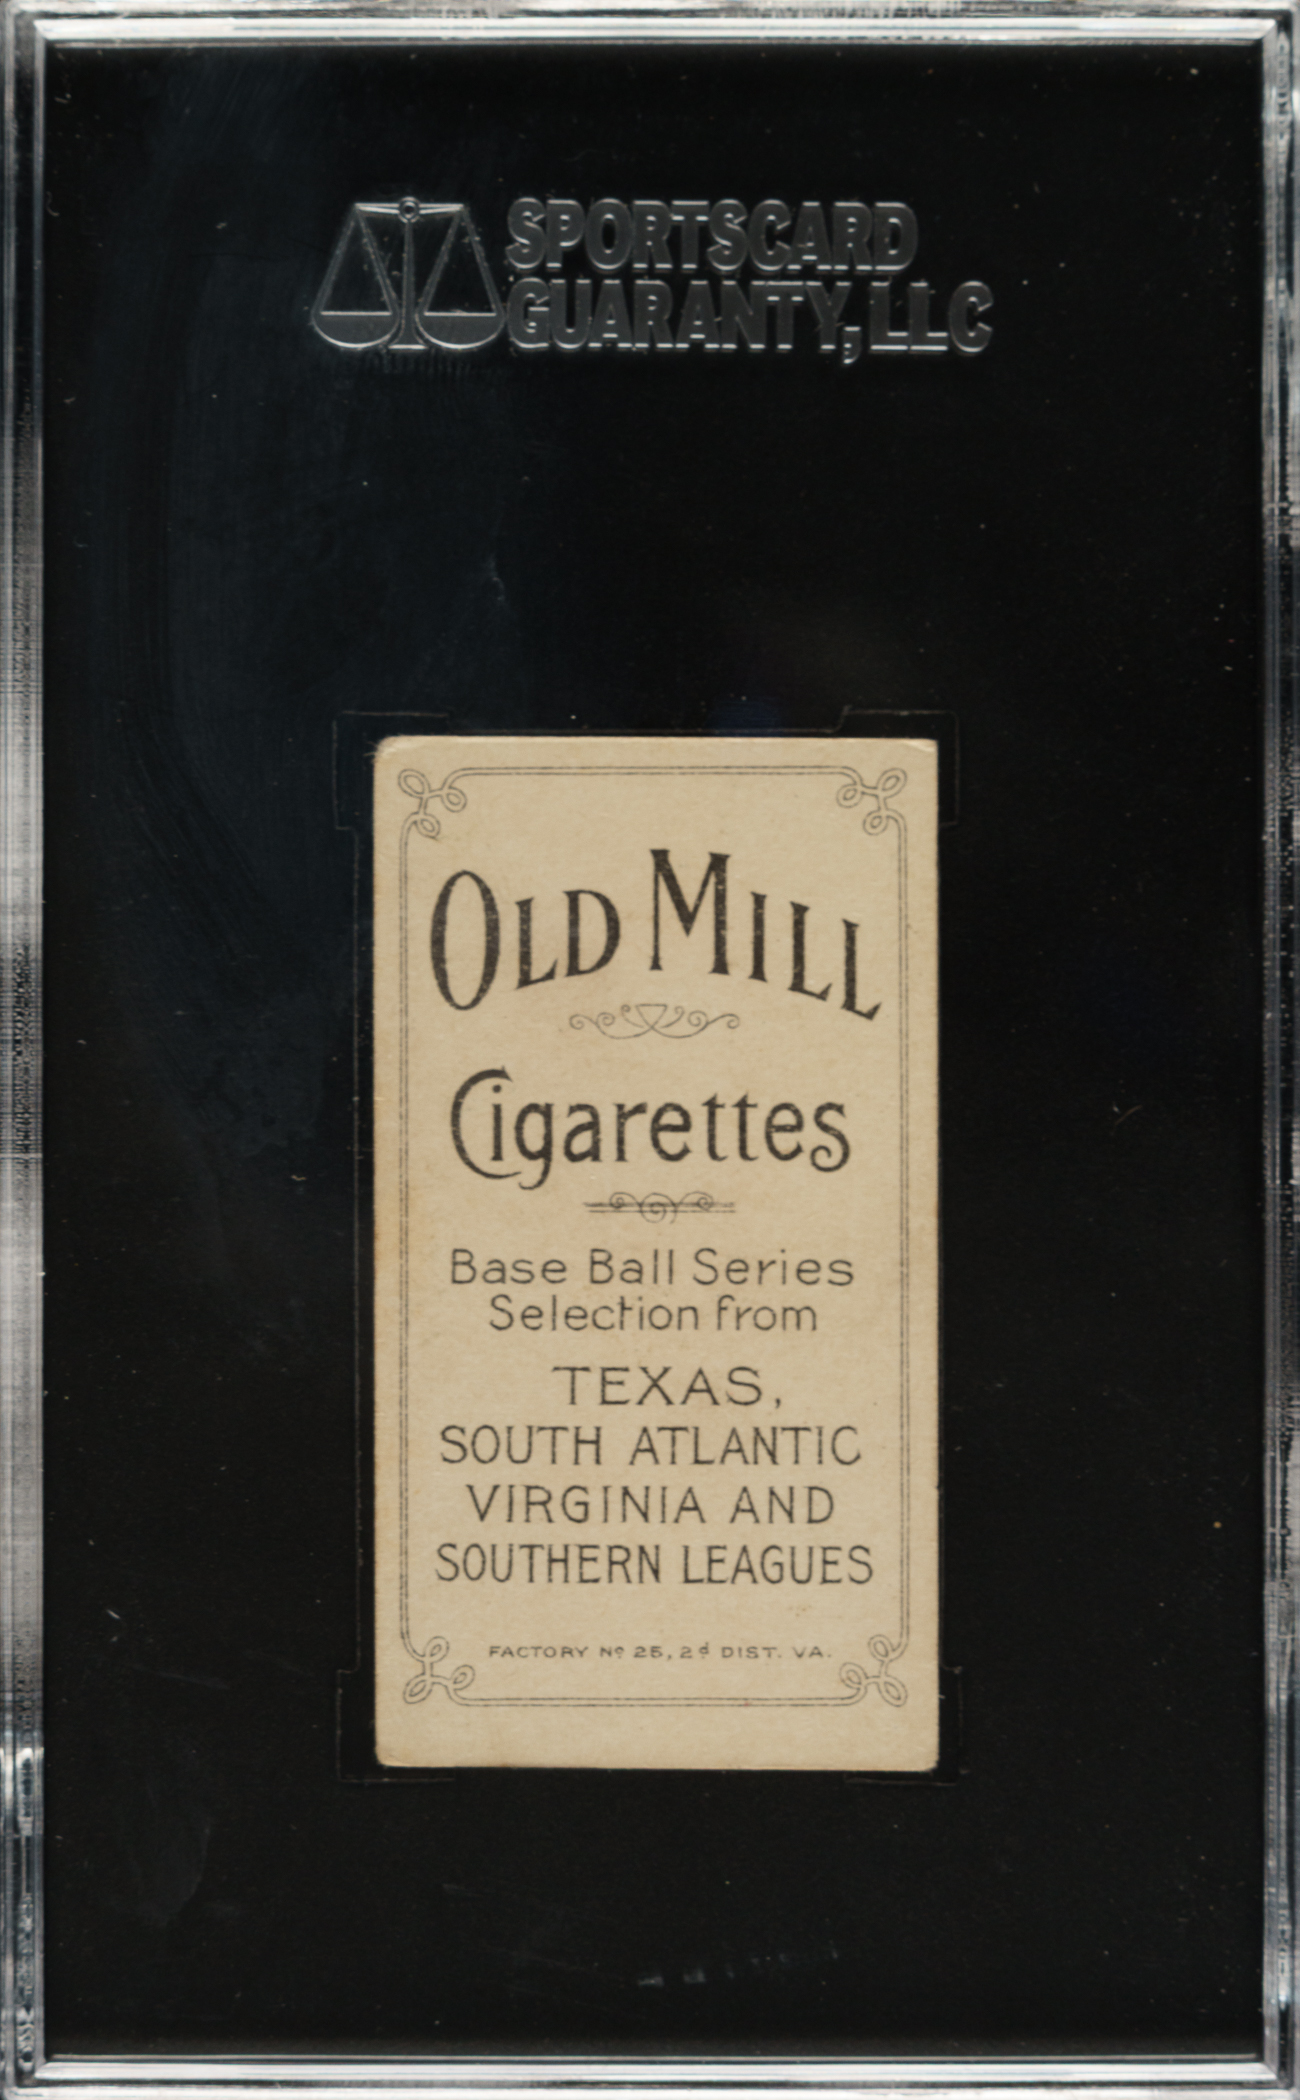 SPORTSCARD
GUARANTY, LLC
OLD MILL
Cigarettes
Base Ball Series
Selection from
TEXAS,
SOUTH ATLANTIC
VIRGINIA AND
SOUTHERN LEAGUES
FACTORY Nº 25, 2d DIST. VA.